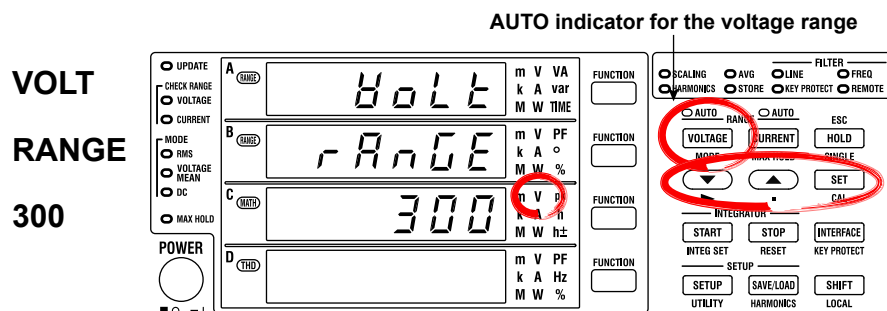 AUTO indicator for the voltage range
VOLT
RANGE
300
UPDATE
CHECK RANGE
VOLTAGE
CURRENT
MODE
RMS
VOLTAGE
MEAN
DC
MAX HOLD
POWER
A RANGE VoLt m V VA
k A var
M W TIME
FUNCTION
B RANGE rAnGE m V PF
k A °
M W %
FUNCTION
C MATH 300 m V
k A h
M W h±
FUNCTION
D THD m V PF
k A Hz
M W %
FUNCTION
FILTER
SCALING AVG LINE FREQ
HARMONICS STORE KEY PROTECT REMOTE
AUTO RANGE AUTO ESC
VOLTAGE CURRENT HOLD
MODE MAX HOLD SINGLE
SET
CAL
INTEGRATOR
START STOP INTERFACE
INTEG SET RESET KEY PROTECT
SETUP
SETUP SAVE/LOAD SHIFT
UTILITY HARMONICS LOCAL